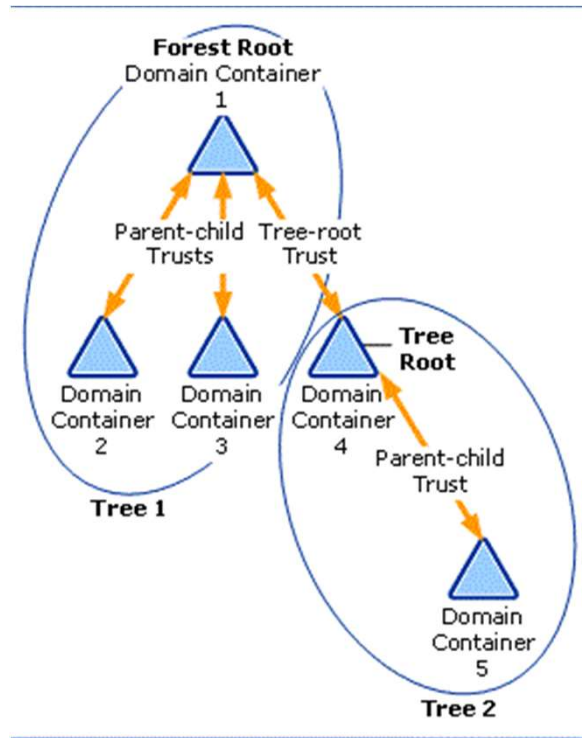 Forest Root
Domain Container
1
Parent-child
Trusts
Tree-root
Trust
Domain
Container
2
Domain
Container
3
Domain
Container
4
Tree
Root
Parent-child
Trust
Tree 1
Domain
Container
5
Tree 2